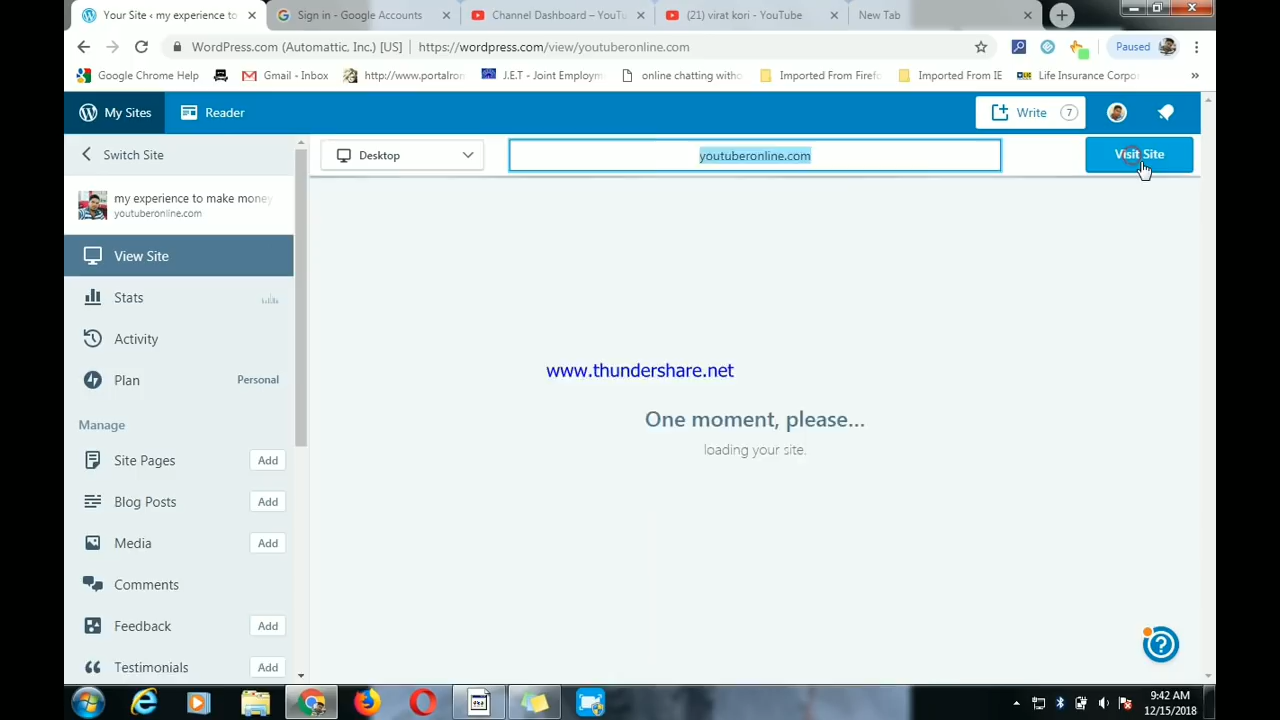 Your Site ‹ my experience to
Sign in - Google Accounts
Channel Dashboard – YouTu
(21) virat kori - YouTube
New Tab
WordPress.com (Automattic, Inc.) [US]
https://wordpress.com/view/youtuberonline.com
Paused
Google Chrome Help
Gmail - Inbox
http://www.portalron
J.E.T - Joint Employm
online chatting witho
Imported From Firefo
Imported From IE
Life Insurance Corpo
»
My Sites
Reader
Write
7
Switch Site
Desktop
youtuberonline.com
Visit Site
my experience to make money
youtuberonline.com
View Site
Stats
Activity
Plan
Personal
www.thundershare.net
One moment, please...
loading your site.
Manage
Site Pages
Add
Blog Posts
Add
Media
Add
Comments
Feedback
Add
Testimonials
Add
9:42 AM
12/15/2018